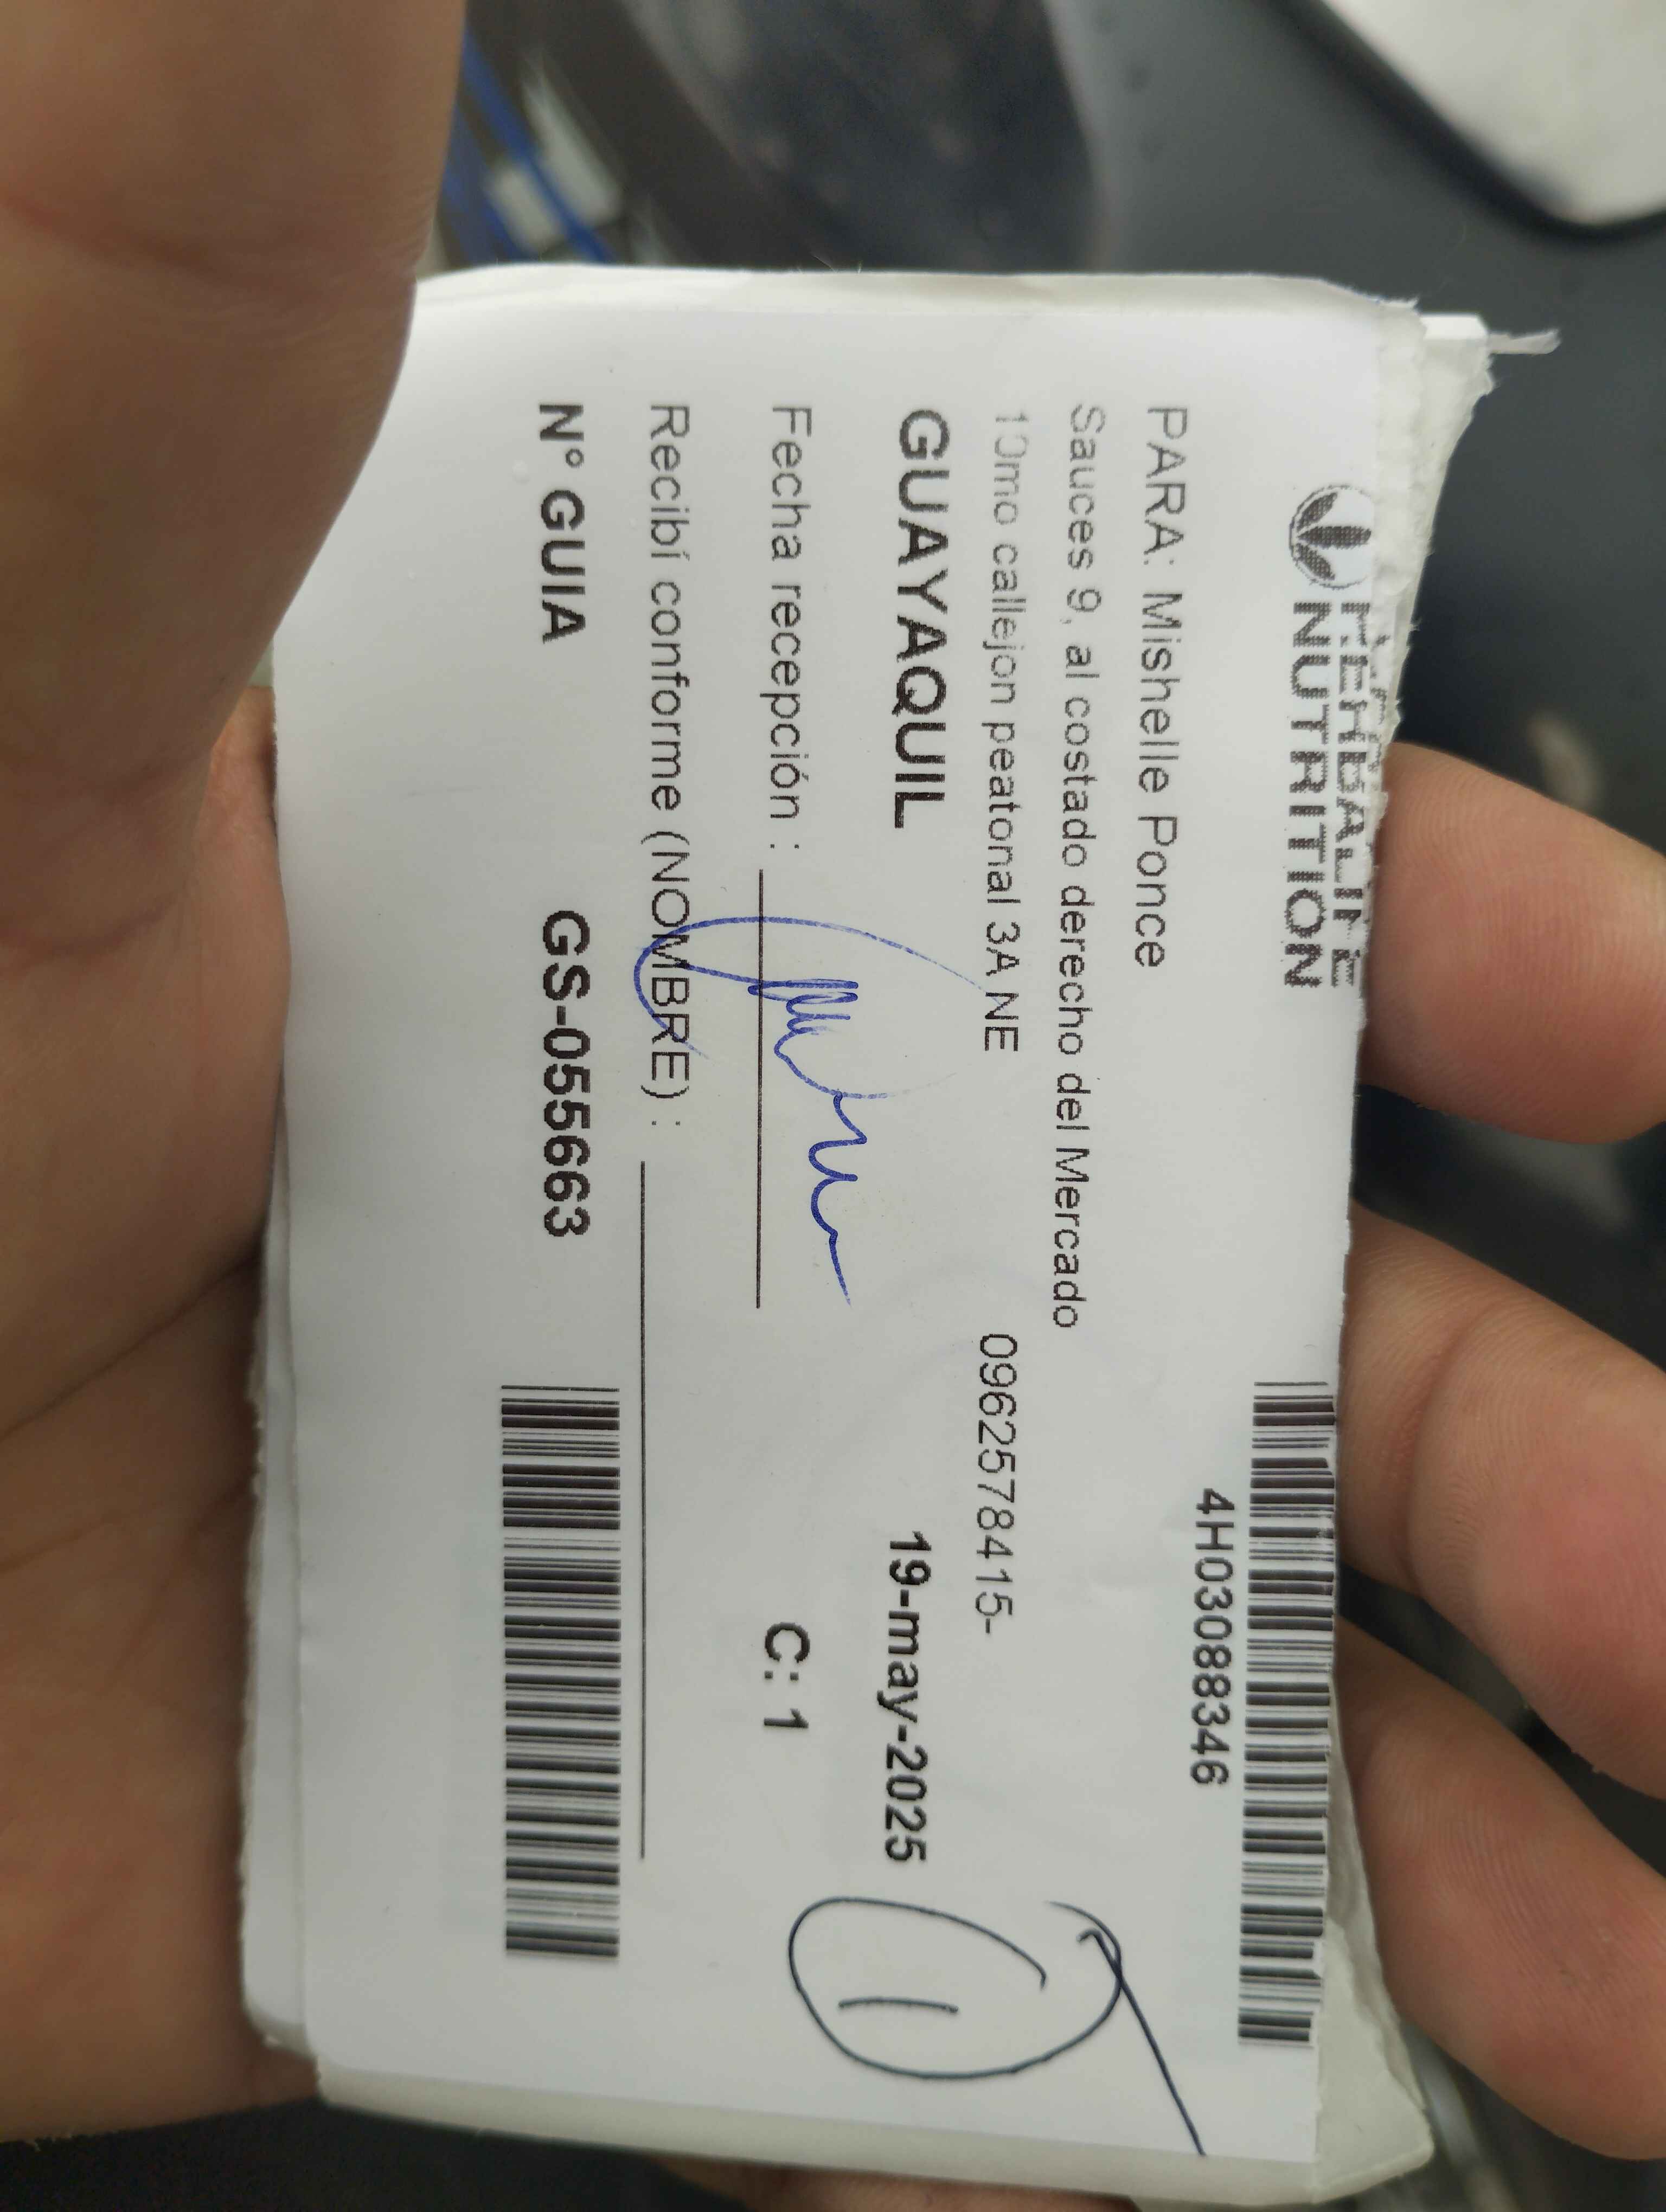 HERBALIFE
NUTRITION
4H03088346
PARA: Mishelle Ponce
Sauces 9, al costado derecho del Mercado
10mo callejon peatonal 3A NE 0962578415-
GUAYAQUIL 19-may-2025
Fecha recepción : C: 1
Recibí conforme (NOMBRE) :
N° GUIA GS-055663
1